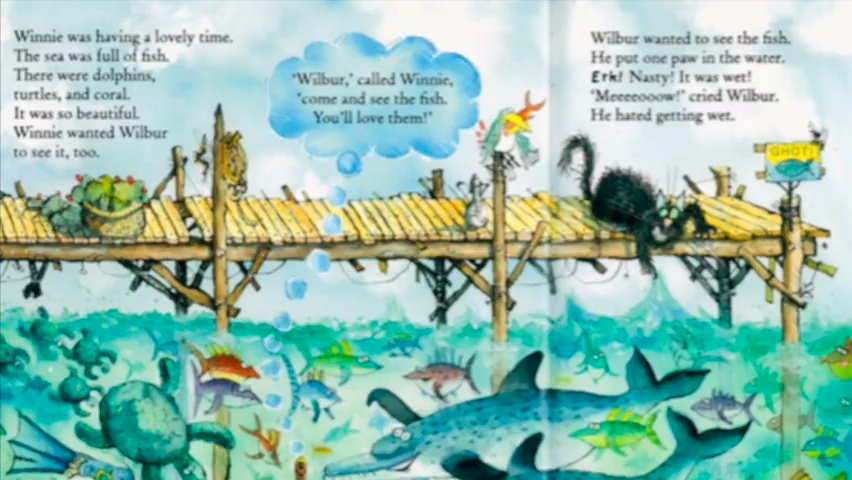 Winnie was having a lovely time.
The sea was full of fish.
There were dolphins,
turtles, and coral.
It was so beautiful.
Winnie wanted Wilbur
to see it, too.
‘Wilbur,’ called Winnie,
‘come and see the fish.
You’ll love them!’
Wilbur wanted to see the fish.
He put one paw in the water.
Erk! Nasty! It was wet!
‘Meeeeooow!’ cried Wilbur.
He hated getting wet.
GHOTI